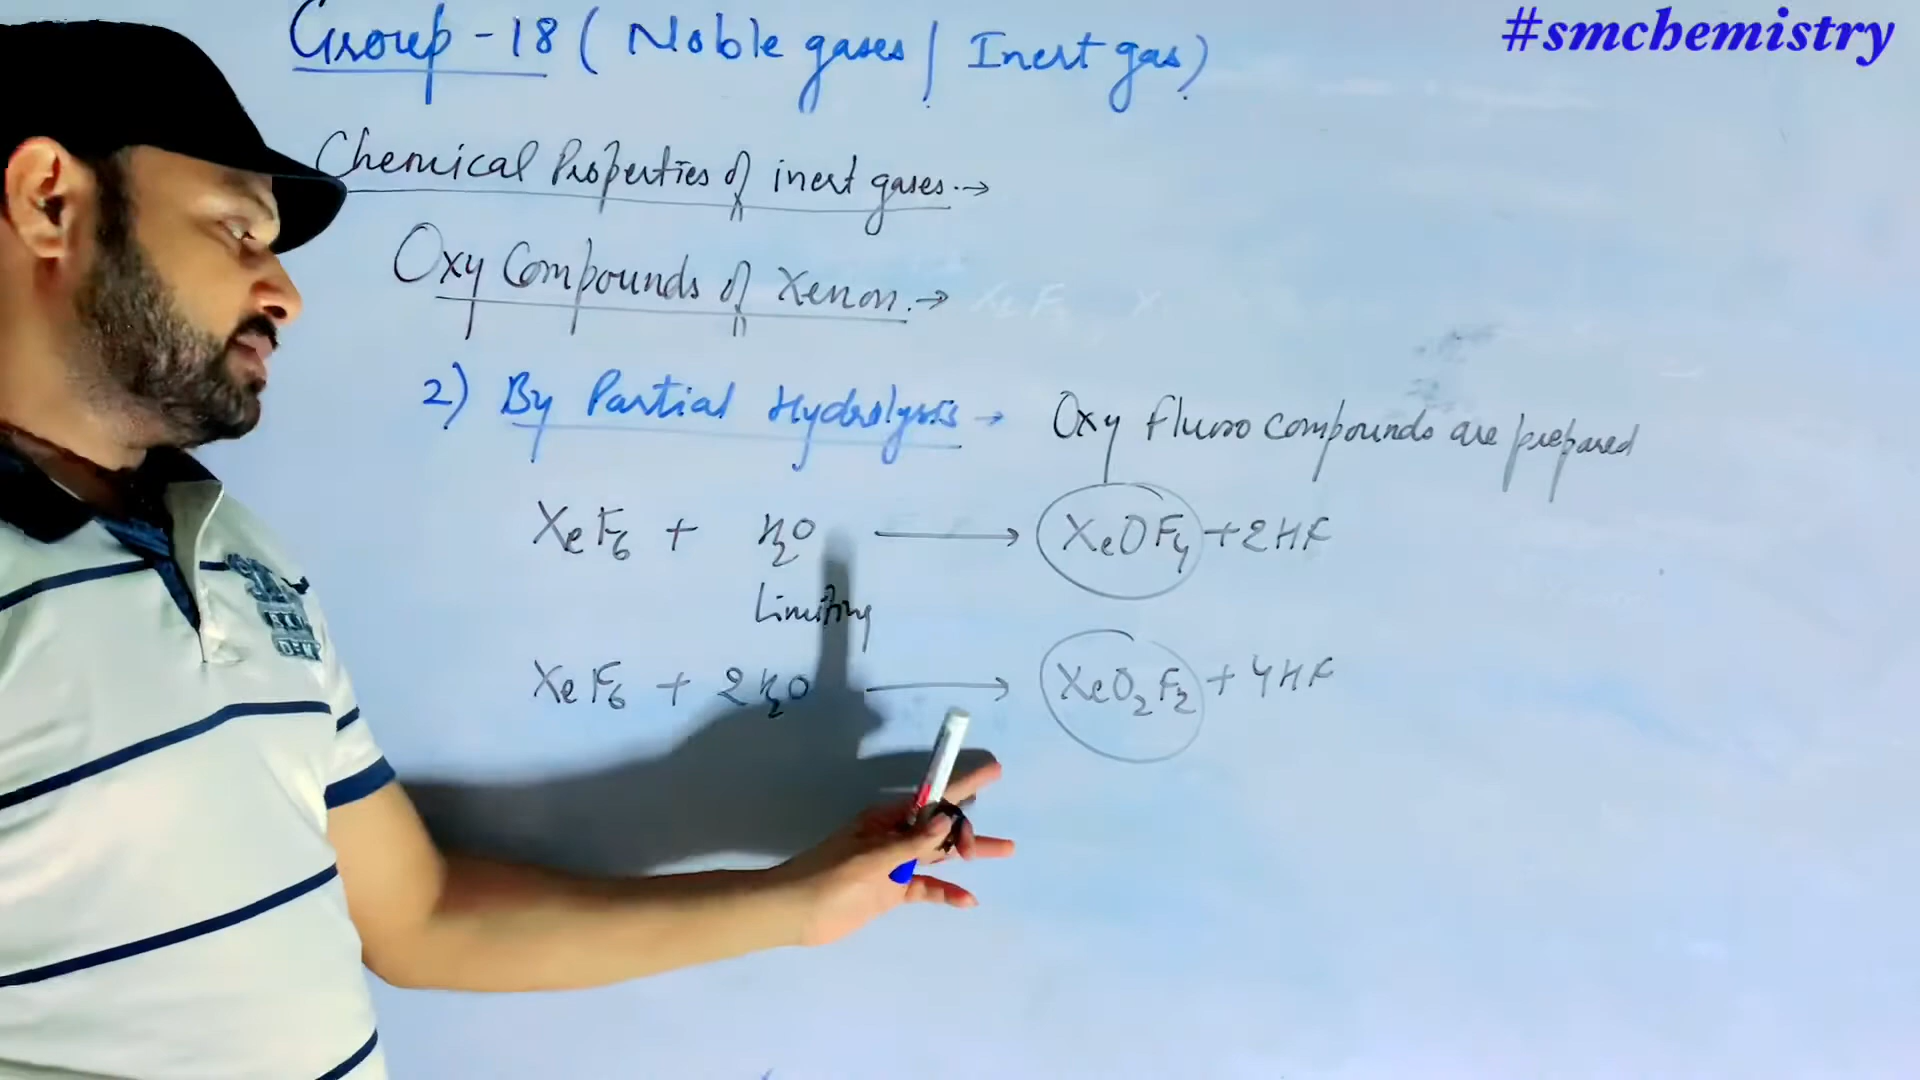 #smchemistry
Group-18 ( Noble gases / Inert gas)
Chemical Properties of inert gases. →
Oxy Compounds of Xenon. →
2) By Partial Hydrolysis → Oxy fluoro compounds are prepared
XeF₆ + H₂O ⟶ XeOF₄ + 2HF
Limiting
XeF₆ + 2H₂O ⟶ XeO₂F₂ + 4HF